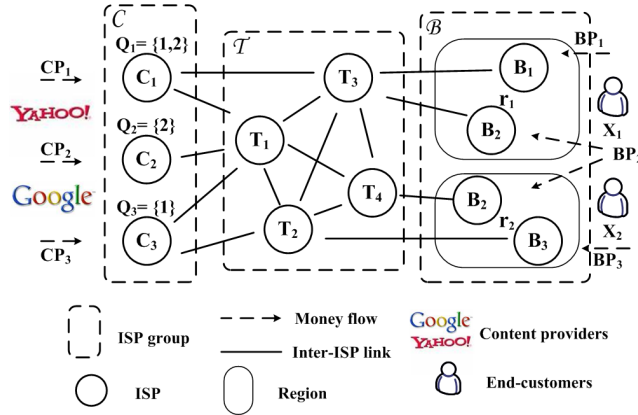 C
T
B
Q1= {1,2}
CP1
C1
T3
B1
BP1
YAHOO!
r1
X1
Q2= {2}
T1
B2
CP2
C2
BP2
Google
T4
B2
Q3= {1}
r2
X2
CP3
C3
T2
B3
BP3
ISP group
Money flow
Google
YAHOO!
Content providers
Inter-ISP link
ISP
Region
End-customers